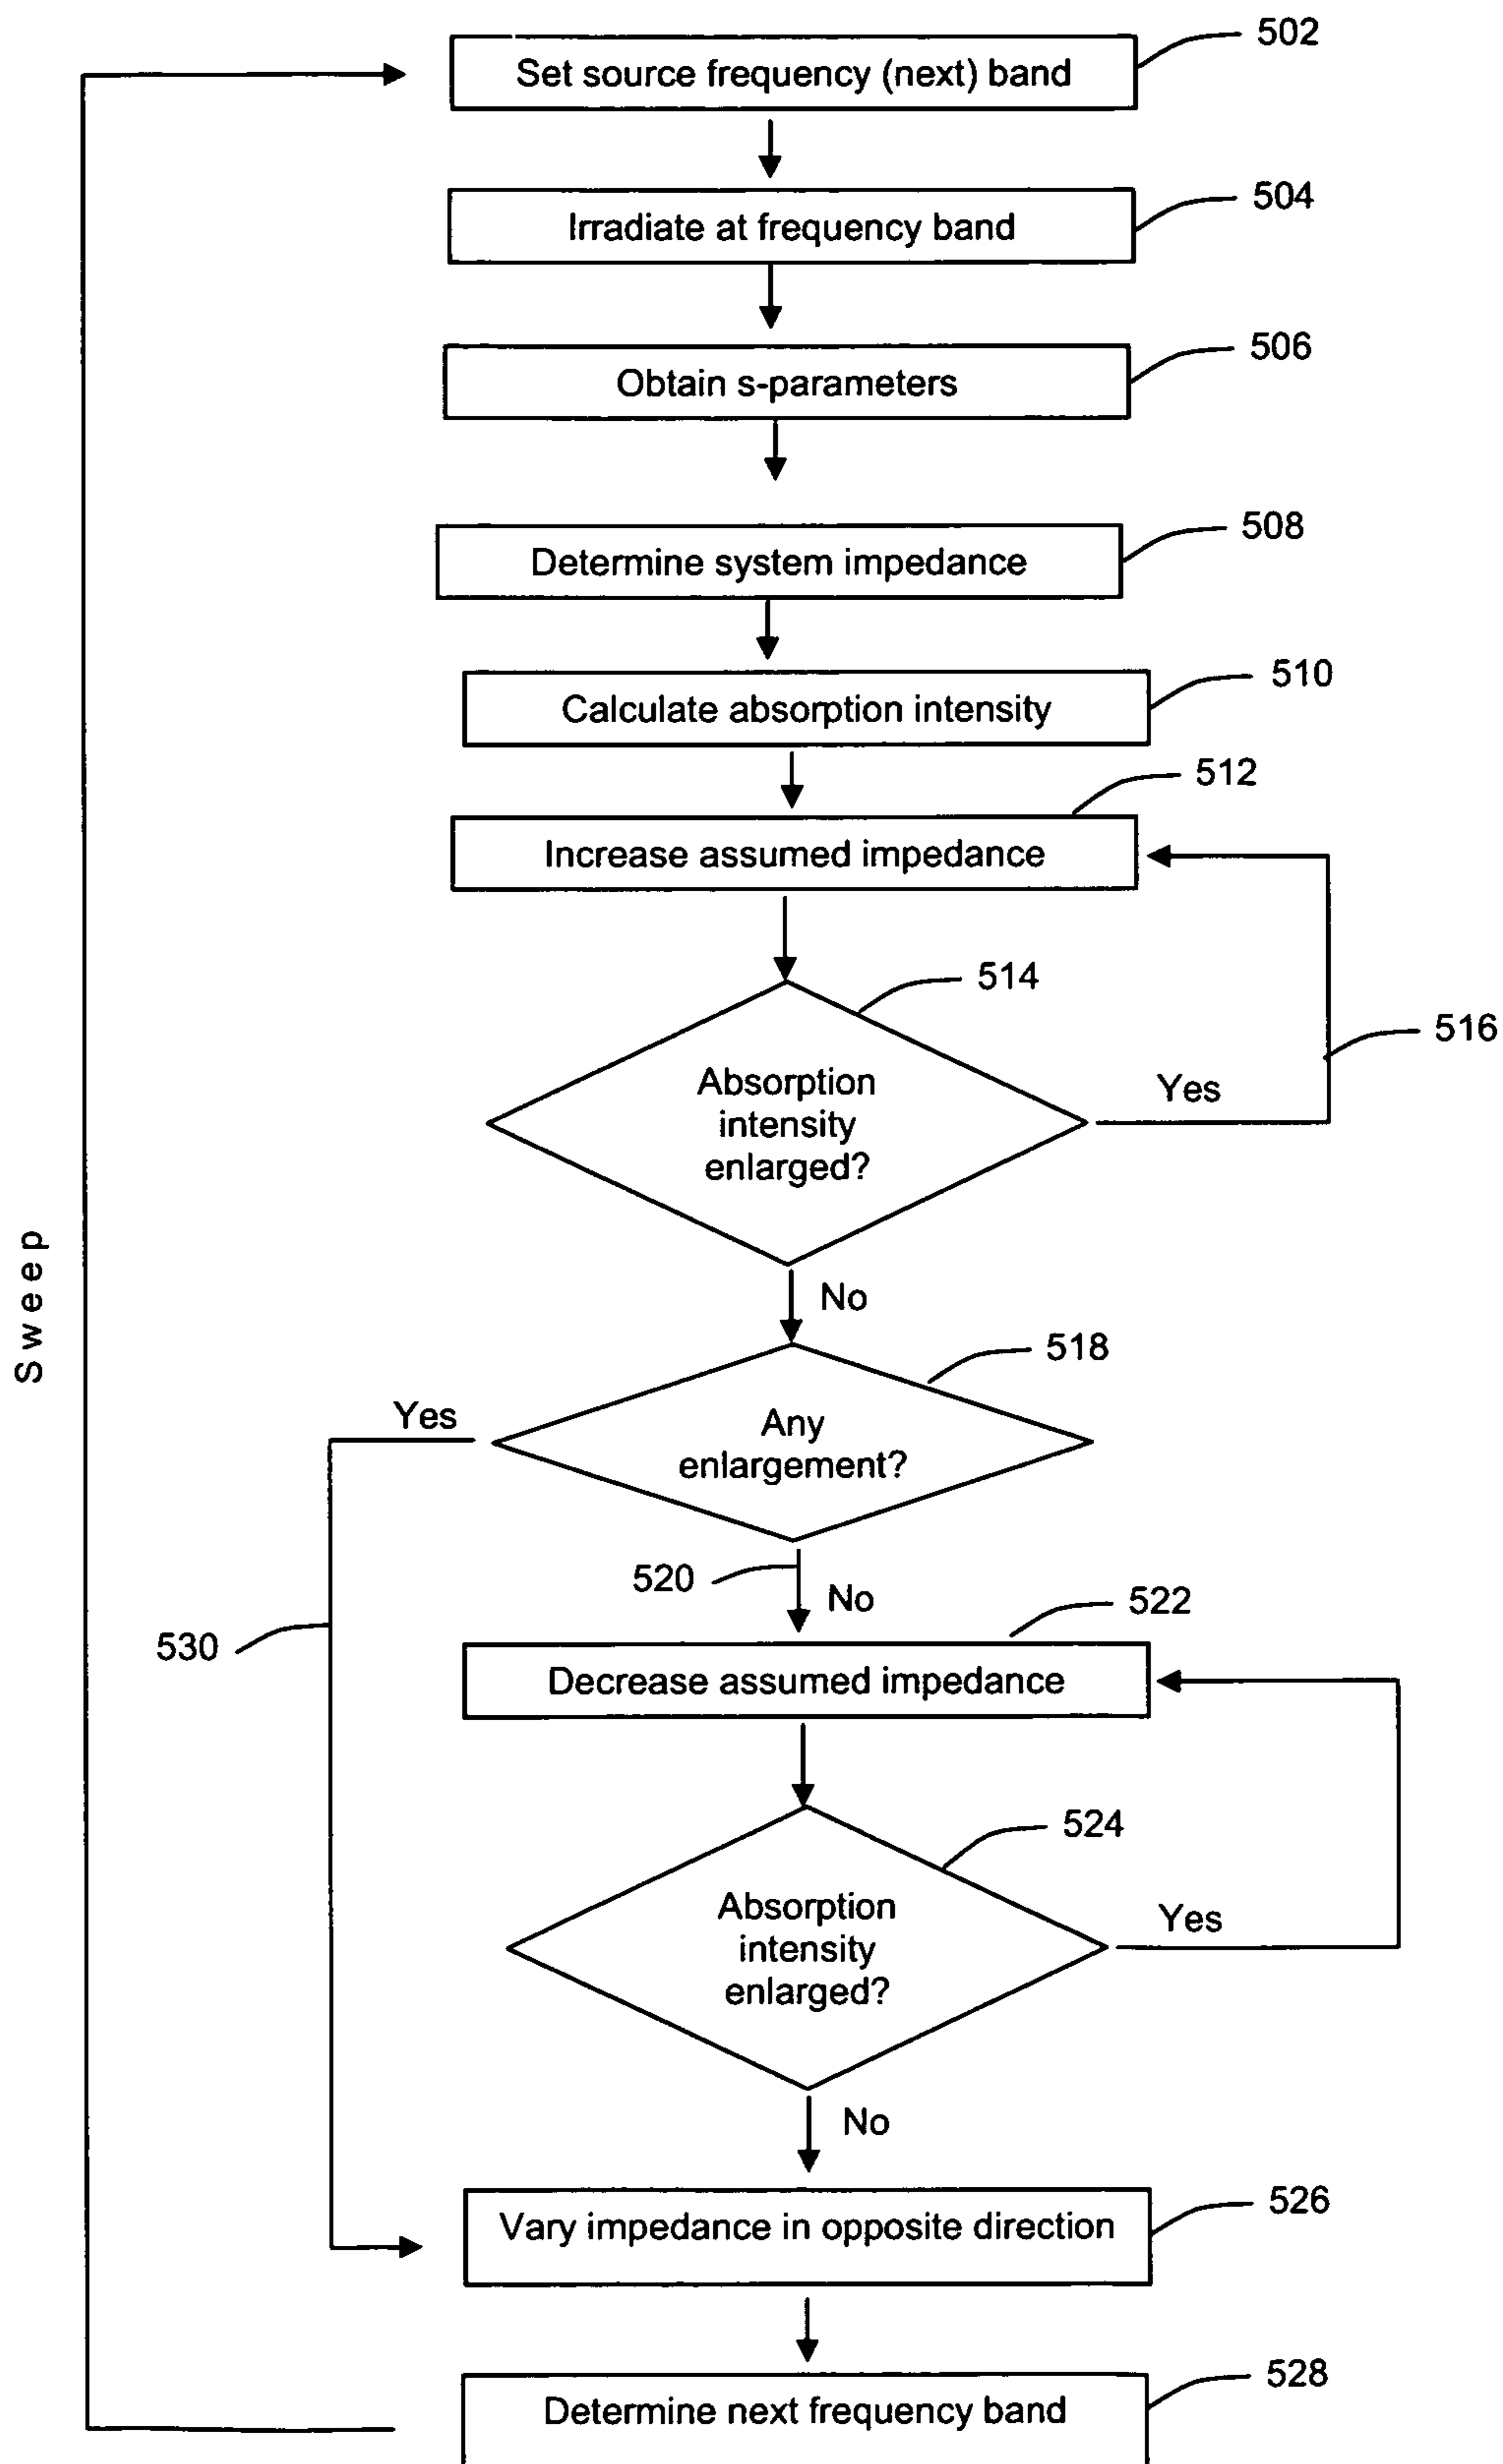 502
Set source frequency (next) band
504
Irradiate at frequency band
506
Obtain s-parameters
508
Determine system impedance
510
Calculate absorption intensity
512
Increase assumed impedance
514
516
Absorption
intensity
enlarged?
Yes
No
Sweep
518
Yes
Any
enlargement?
520
No
522
530
Decrease assumed impedance
524
Absorption
intensity
enlarged?
Yes
No
526
Vary impedance in opposite direction
528
Determine next frequency band